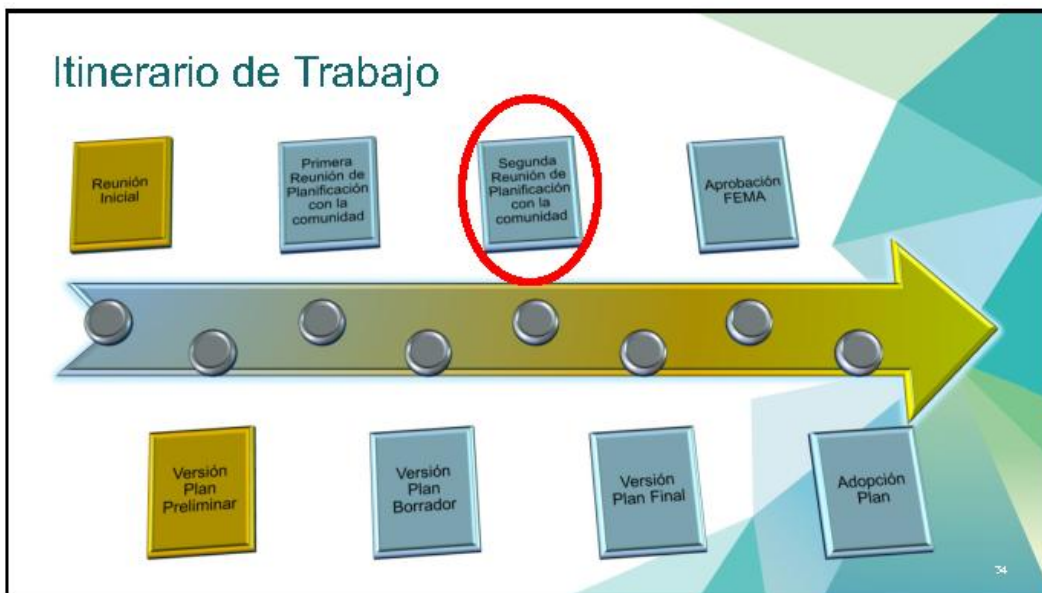 Itinerario de Trabajo
Reunión
Inicial
Primera
Reunión de
Planificación
con la
comunidad
Segunda
Reunión de
Planificación
con la
comunidad
Aprobación
FEMA
Versión
Plan
Preliminar
Versión
Plan
Borrador
Versión
Plan Final
Adopción
Plan
34